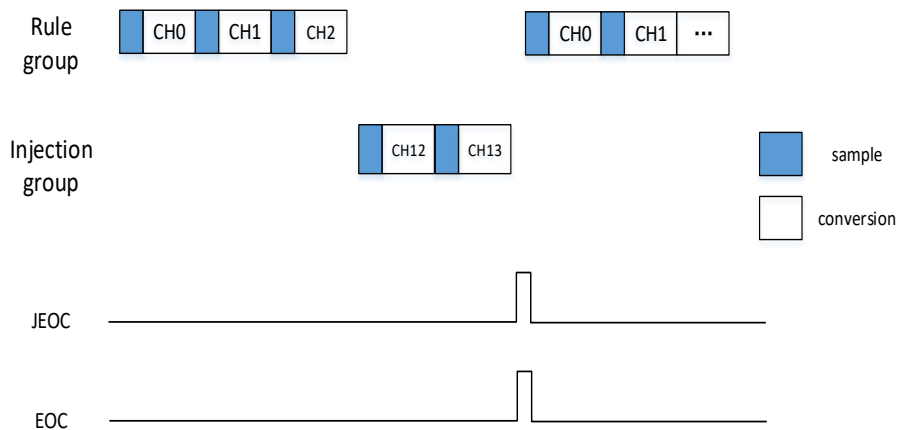 Rule
group
CH0 CH1 CH2
CH0 CH1 ...
Injection
group
CH12 CH13
sample
conversion
JEOC
EOC